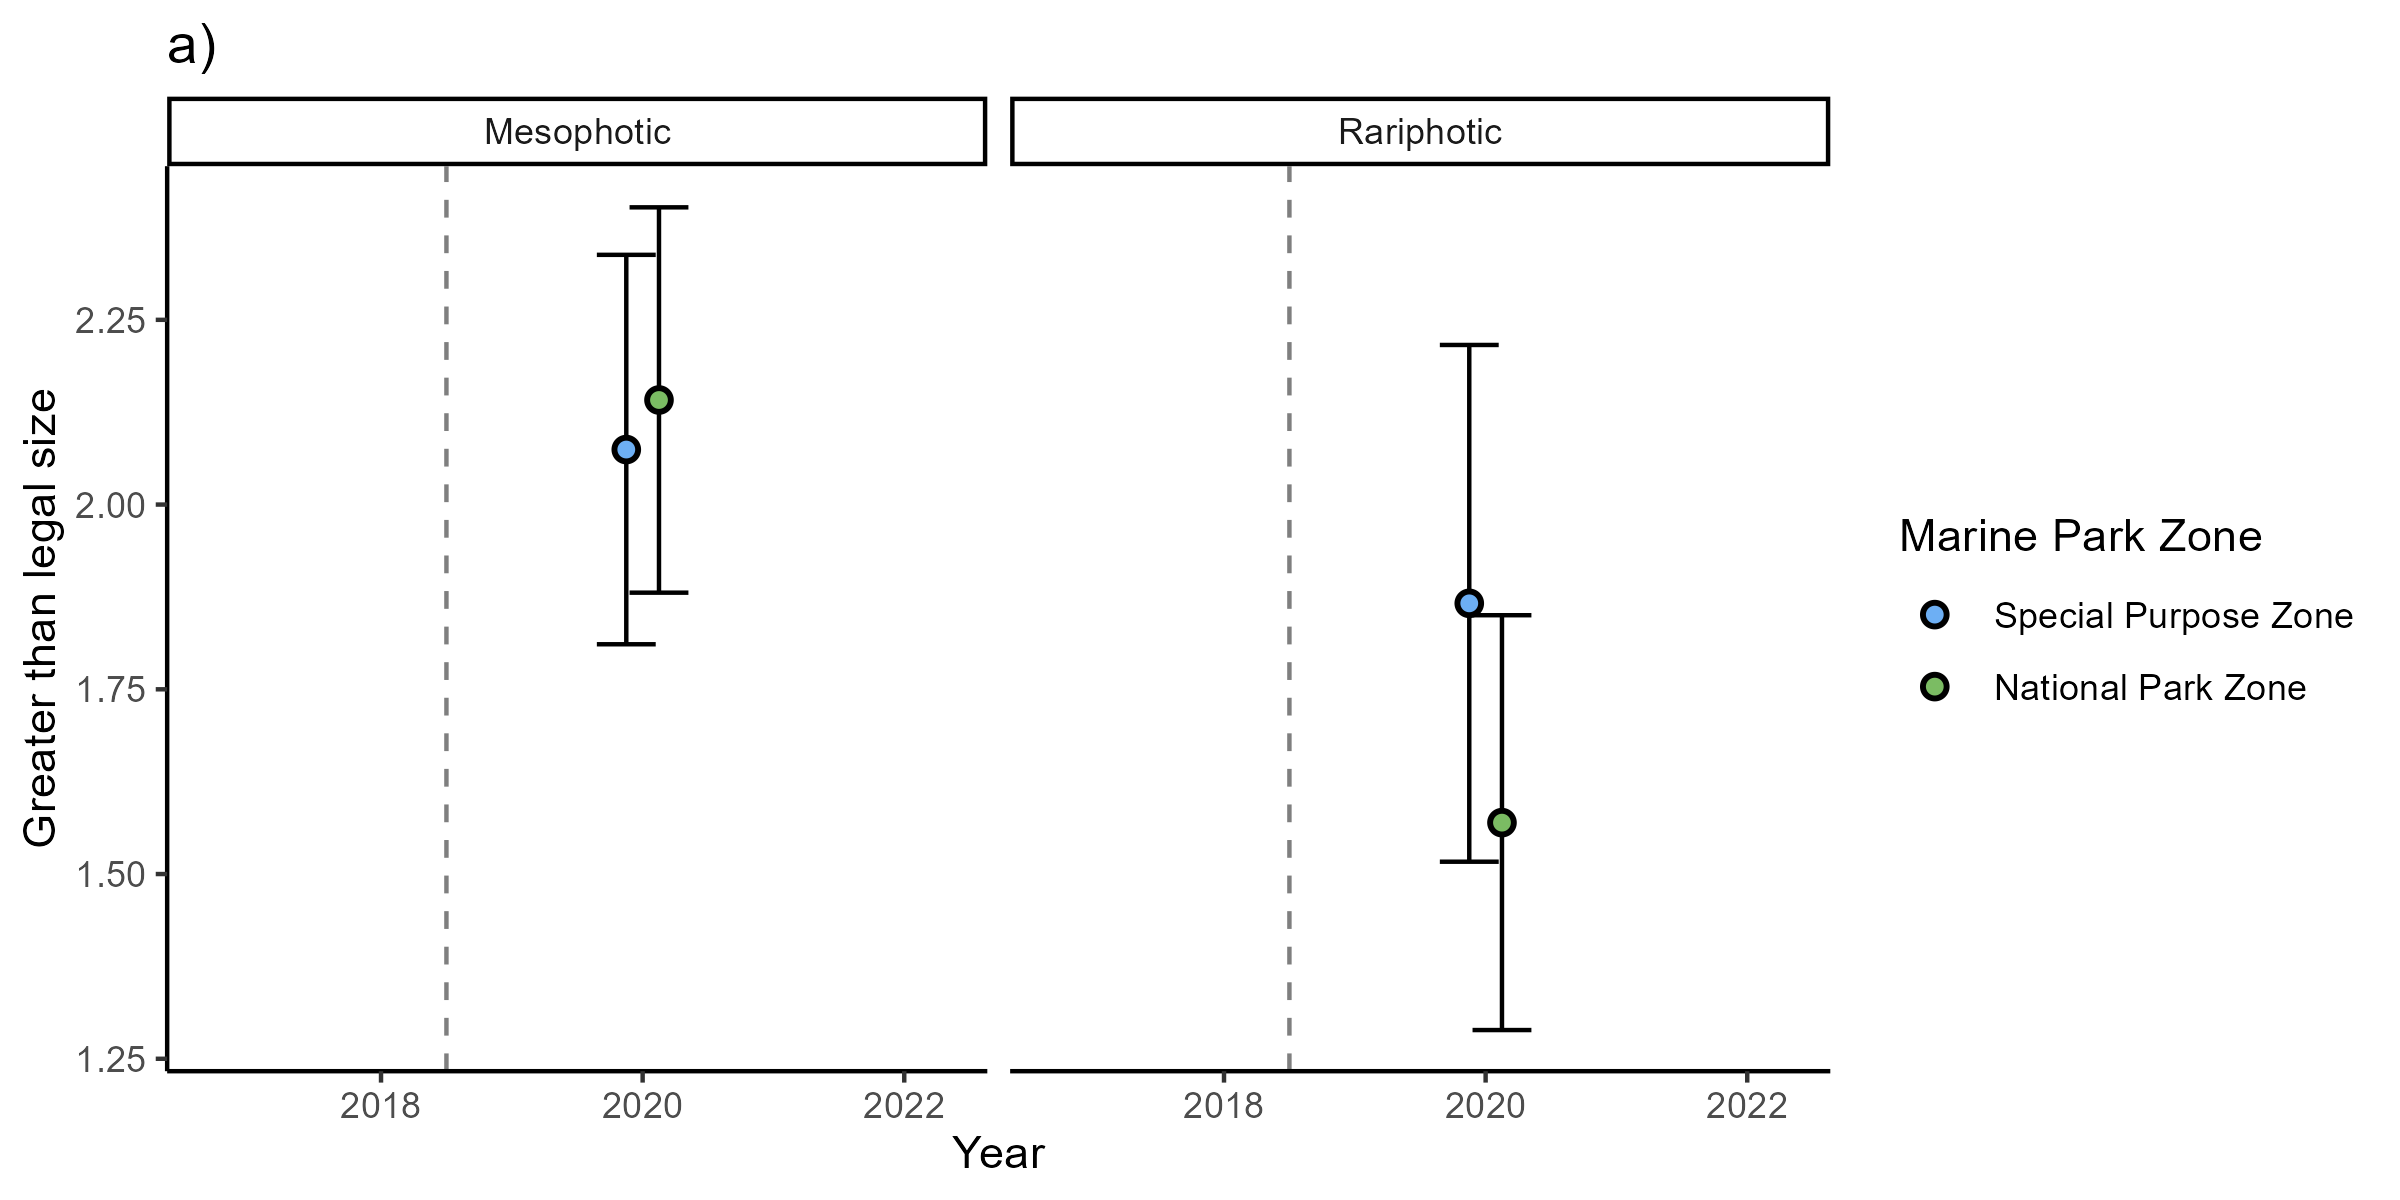 a)
Mesophotic
Rariphotic
Greater than legal size
2.25
2.00
1.75
1.50
1.25
2018
2020
2022
2018
2020
2022
Year
Marine Park Zone
Special Purpose Zone
National Park Zone